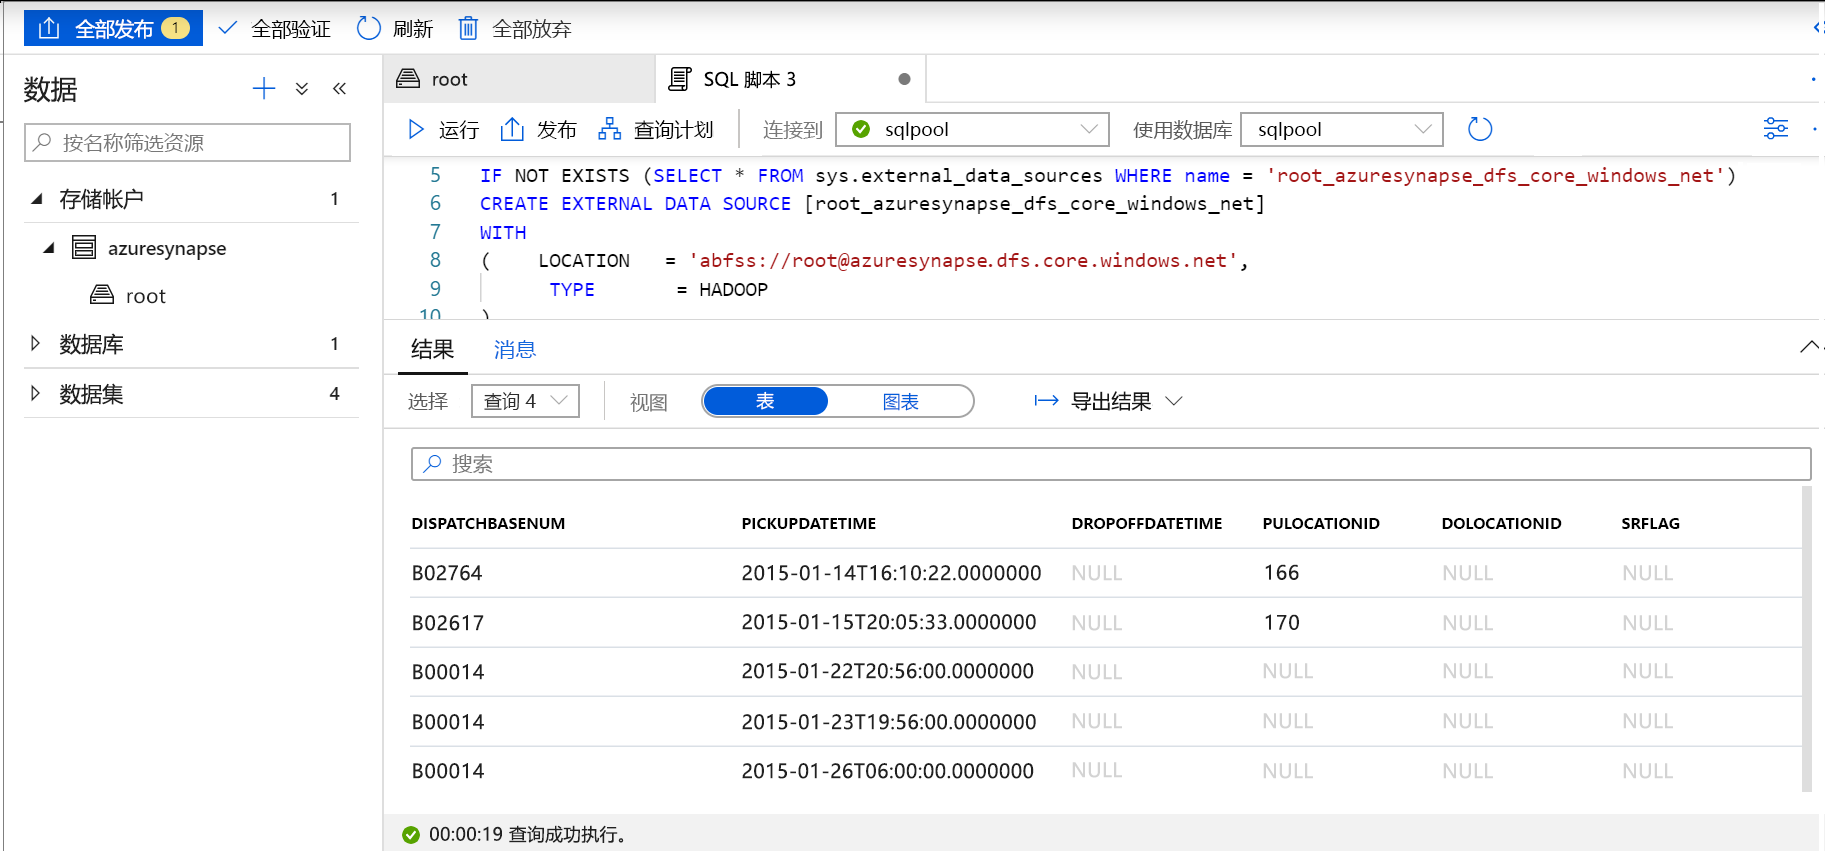 全部发布 1 全部验证 刷新 全部放弃
数据
按名称筛选资源
存储帐户 1
azuresynapse
root
数据库 1
数据集 4
root SQL 脚本 3
运行 发布 查询计划 连接到 sqlpool 使用数据库 sqlpool
5 IF NOT EXISTS (SELECT * FROM sys.external_data_sources WHERE name = 'root_azuresynapse_dfs_core_windows_net')
6 CREATE EXTERNAL DATA SOURCE [root_azuresynapse_dfs_core_windows_net]
7 WITH
8 ( LOCATION = 'abfss://root@azuresynapse.dfs.core.windows.net',
9 TYPE = HADOOP
10 )
结果 消息
选择 查询 4 视图 表 图表 导出结果
搜索
DISPATCHBASENUM PICKUPDATETIME DROPOFFDATETIME PULOCATIONID DOLOCATIONID SRFLAG
B02764 2015-01-14T16:10:22.0000000 NULL 166 NULL NULL
B02617 2015-01-15T20:05:33.0000000 NULL 170 NULL NULL
B00014 2015-01-22T20:56:00.0000000 NULL NULL NULL NULL
B00014 2015-01-23T19:56:00.0000000 NULL NULL NULL NULL
B00014 2015-01-26T06:00:00.0000000 NULL NULL NULL NULL
00:00:19 查询成功执行。